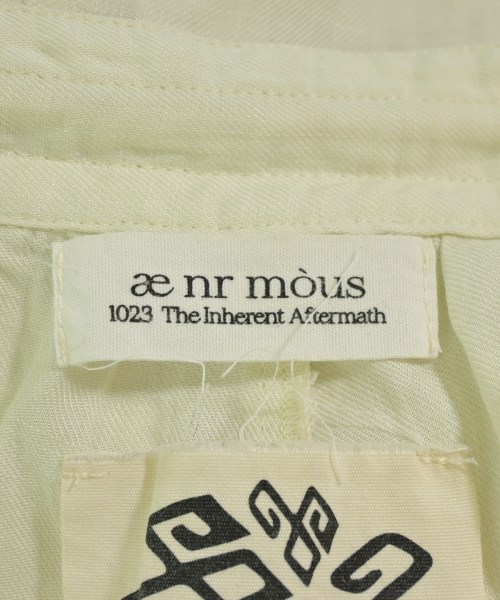 æ nr mòus
1023 The Inherent Aftermath